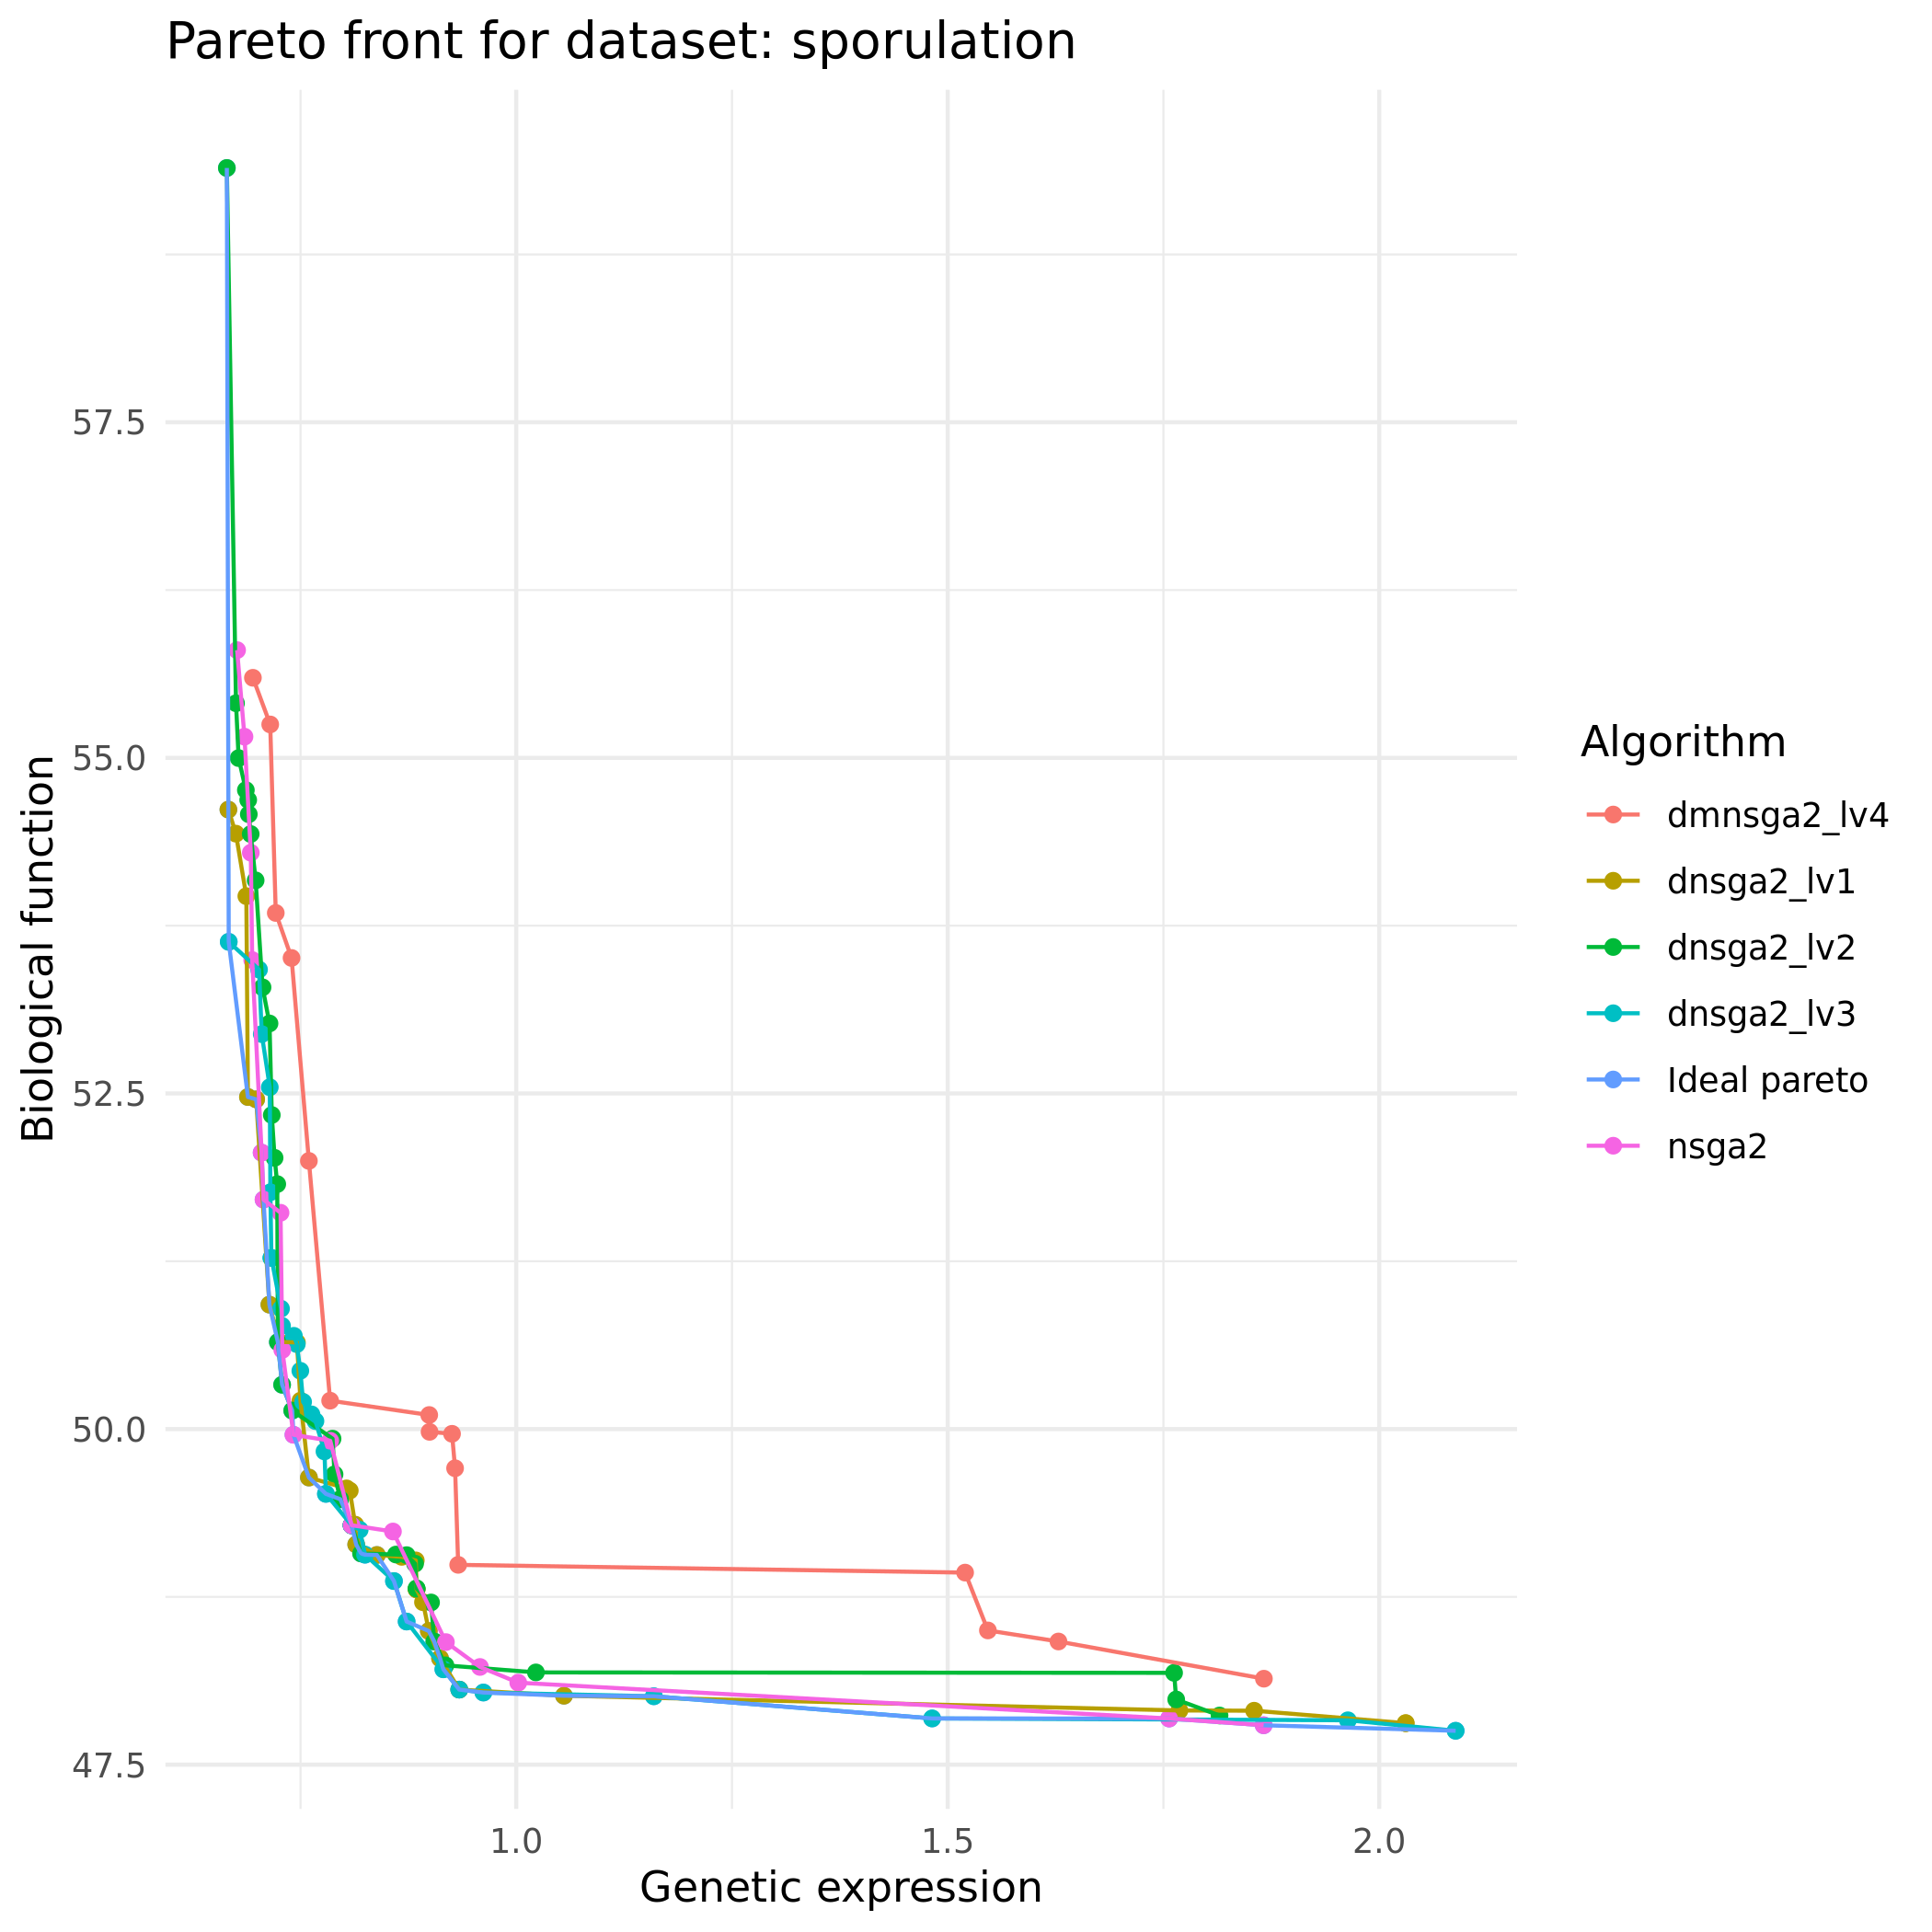 Pareto front for dataset: sporulation
Biological function
57.5
55.0
52.5
50.0
47.5
1.0
1.5
2.0
Genetic expression
Algorithm
dmnsga2_lv4
dnsga2_lv1
dnsga2_lv2
dnsga2_lv3
Ideal pareto
nsga2